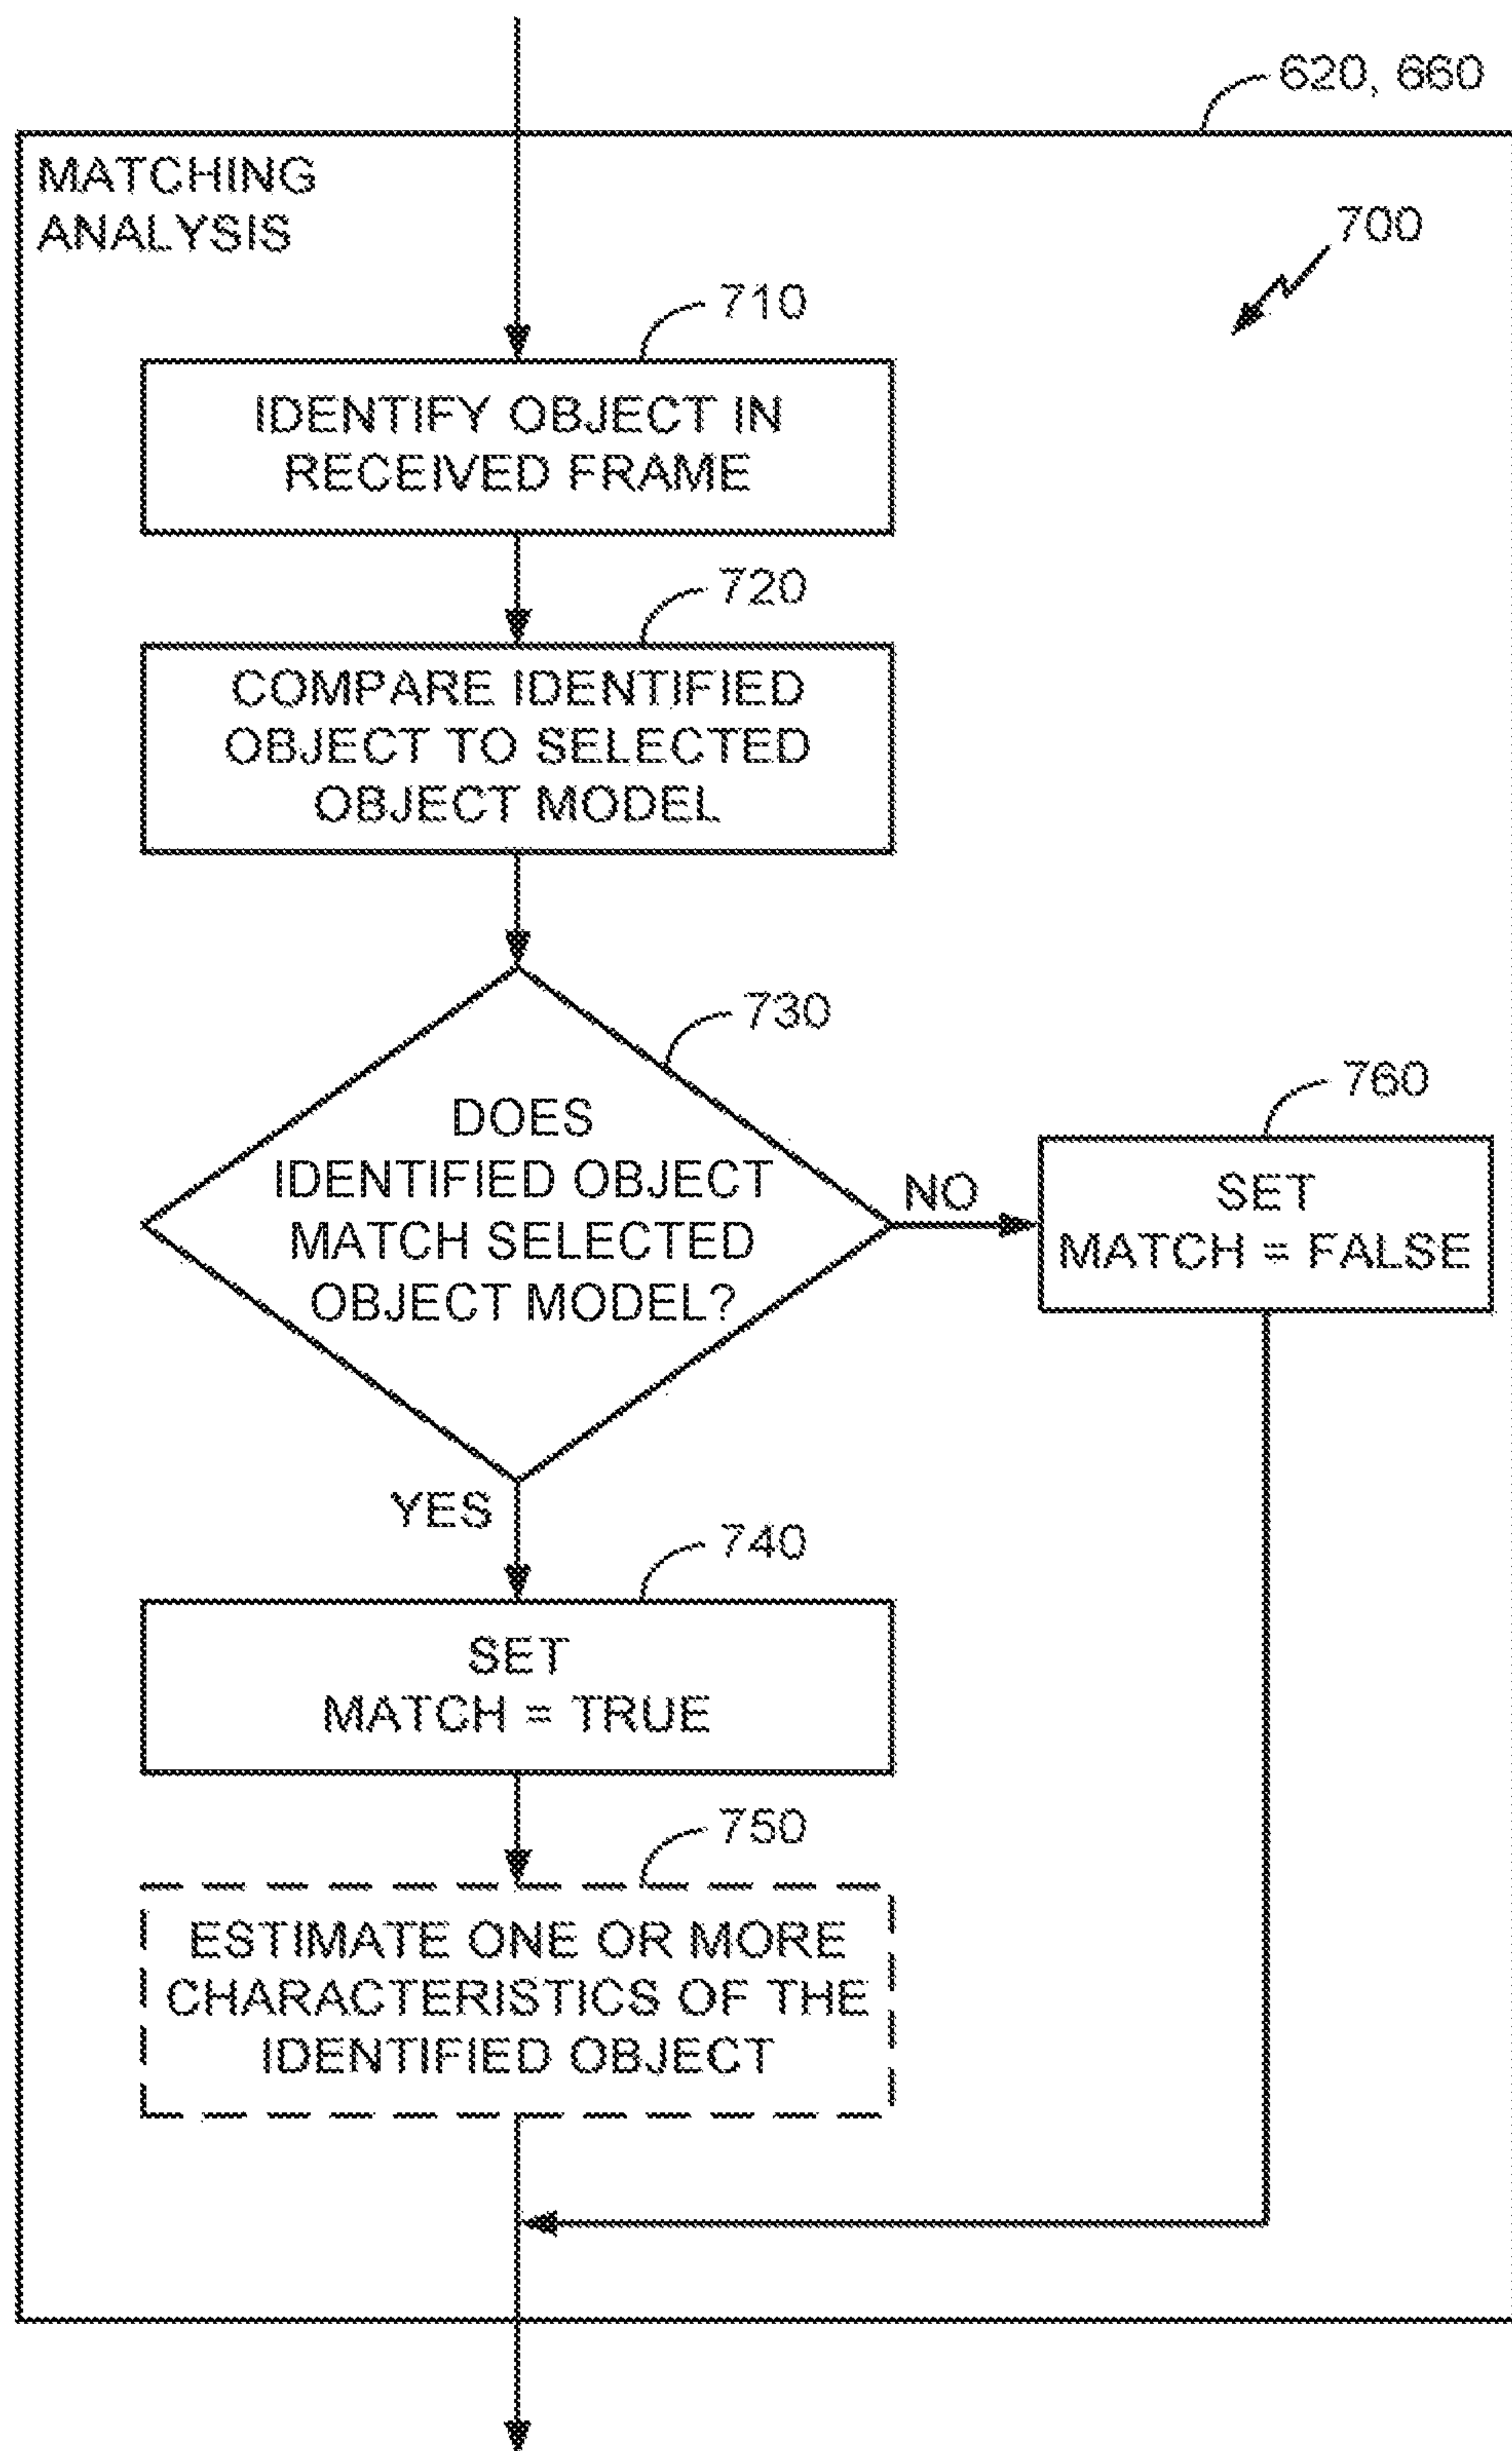 620, 660
MATCHING
ANALYSIS
700
710
IDENTIFY OBJECT IN
RECEIVED FRAME
720
COMPARE IDENTIFIED
OBJECT TO SELECTED
OBJECT MODEL
730
DOES
IDENTIFIED OBJECT
MATCH SELECTED
OBJECT MODEL?
NO
760
SET
MATCH = FALSE
YES
740
SET
MATCH = TRUE
750
ESTIMATE ONE OR MORE
CHARACTERISTICS OF THE
IDENTIFIED OBJECT